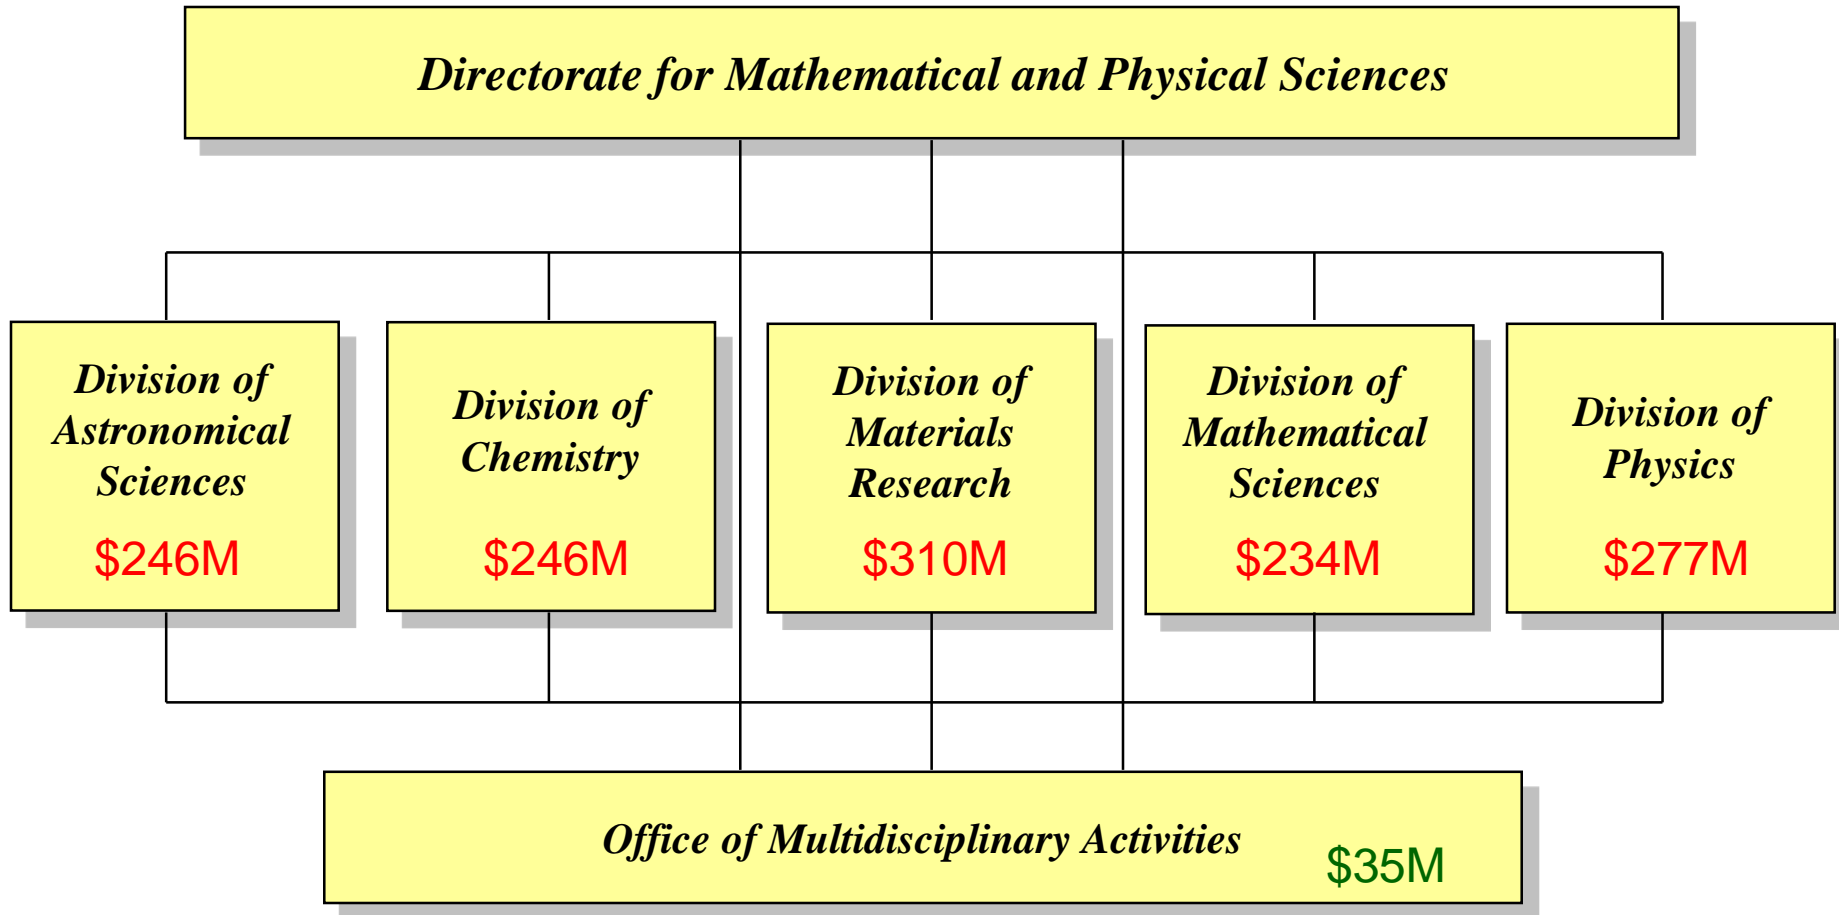 Directorate for Mathematical and Physical Sciences
Division of
Astronomical
Sciences
$246M
Division of
Chemistry
$246M
Division of
Materials
Research
$310M
Division of
Mathematical
Sciences
$234M
Division of
Physics
$277M
Office of Multidisciplinary Activities
$35M